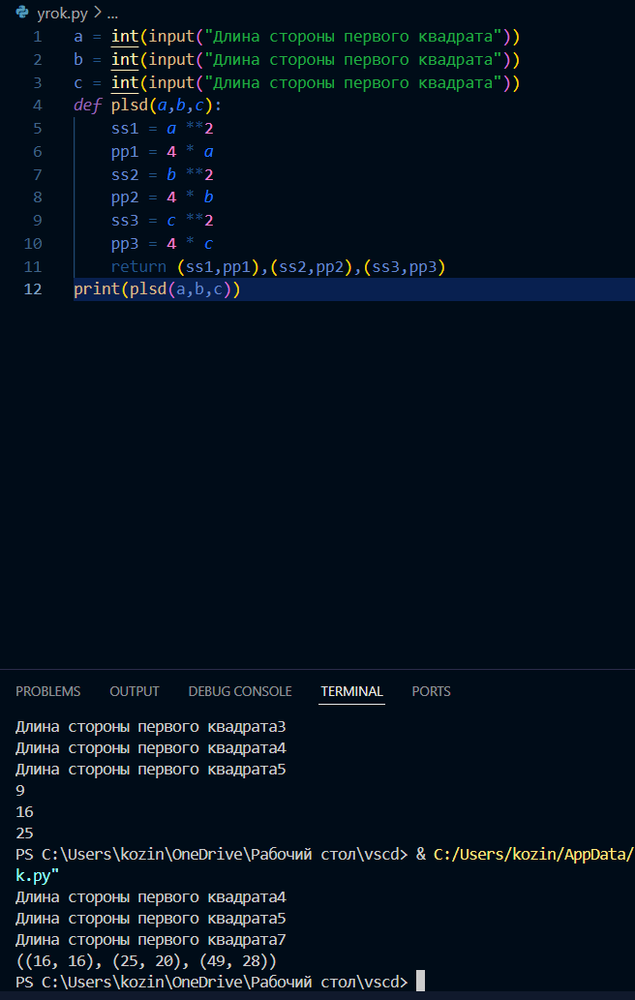 yrok.py > ...
1 a = int(input("Длина стороны первого квадрата"))
2 b = int(input("Длина стороны первого квадрата"))
3 c = int(input("Длина стороны первого квадрата"))
4 def plsd(a,b,c):
5     ss1 = a **2
6     pp1 = 4 * a
7     ss2 = b **2
8     pp2 = 4 * b
9     ss3 = c **2
10     pp3 = 4 * c
11     return (ss1,pp1),(ss2,pp2),(ss3,pp3)
12 print(plsd(a,b,c))
PROBLEMS OUTPUT DEBUG CONSOLE TERMINAL PORTS
Длина стороны первого квадрата3
Длина стороны первого квадрата4
Длина стороны первого квадрата5
9
16
25
PS C:\Users\kozin\OneDrive\Рабочий стол\vscd> & C:/Users/kozin/AppData/
k.py"
Длина стороны первого квадрата4
Длина стороны первого квадрата5
Длина стороны первого квадрата7
((16, 16), (25, 20), (49, 28))
PS C:\Users\kozin\OneDrive\Рабочий стол\vscd>